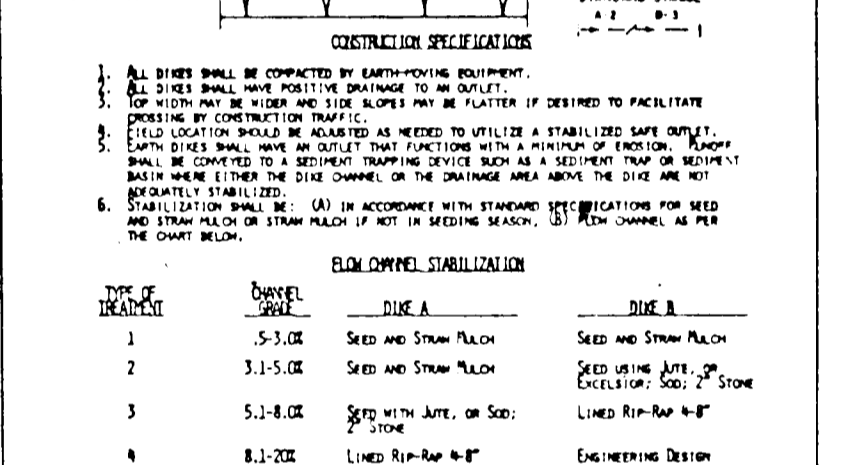 A-2 B-3
CONSTRUCTION SPECIFICATIONS
1. ALL DIKES SHALL BE COMPACTED BY EARTH-MOVING EQUIPMENT.
2. ALL DIKES SHALL HAVE POSITIVE DRAINAGE TO AN OUTLET.
3. TOP WIDTH MAY BE WIDER AND SIDE SLOPES MAY BE FLATTER IF DESIRED TO FACILITATE
CROSSING BY CONSTRUCTION TRAFFIC.
4. FIELD LOCATION SHOULD BE ADJUSTED AS NEEDED TO UTILIZE A STABILIZED SAFE OUTLET.
5. EARTH DIKES SHALL HAVE AN OUTLET THAT FUNCTIONS WITH A MINIMUM OF EROSION. RUNOFF
SHALL BE CONVEYED TO A SEDIMENT TRAPPING DEVICE SUCH AS A SEDIMENT TRAP OR SEDIMENT
BASIN WHERE EITHER THE DIKE CHANNEL OR THE DRAINAGE AREA ABOVE THE DIKE ARE NOT
ADEQUATELY STABILIZED.
6. STABILIZATION SHALL BE: (A) IN ACCORDANCE WITH STANDARD SPECIFICATIONS FOR SEED
AND STRAW MULCH OR STRAW MULCH IF NOT IN SEEDING SEASON, (B) FLOW CHANNEL AS PER
THE CHART BELOW.
FLOW CHANNEL STABILIZATION
TYPE OF TREATMENT CHANNEL GRADE DIKE A DIKE B
1 .5-3.0% SEED AND STRAW MULCH SEED AND STRAW MULCH
2 3.1-5.0% SEED AND STRAW MULCH SEED USING JUTE, OR
EXCELSIOR; SOD; 2" STONE
3 5.1-8.0% SEED WITH JUTE, OR SOD; LINED RIP-RAP 4-8"
2" STONE
4 8.1-20% LINED RIP-RAP 4-8" ENGINEERING DESIGN